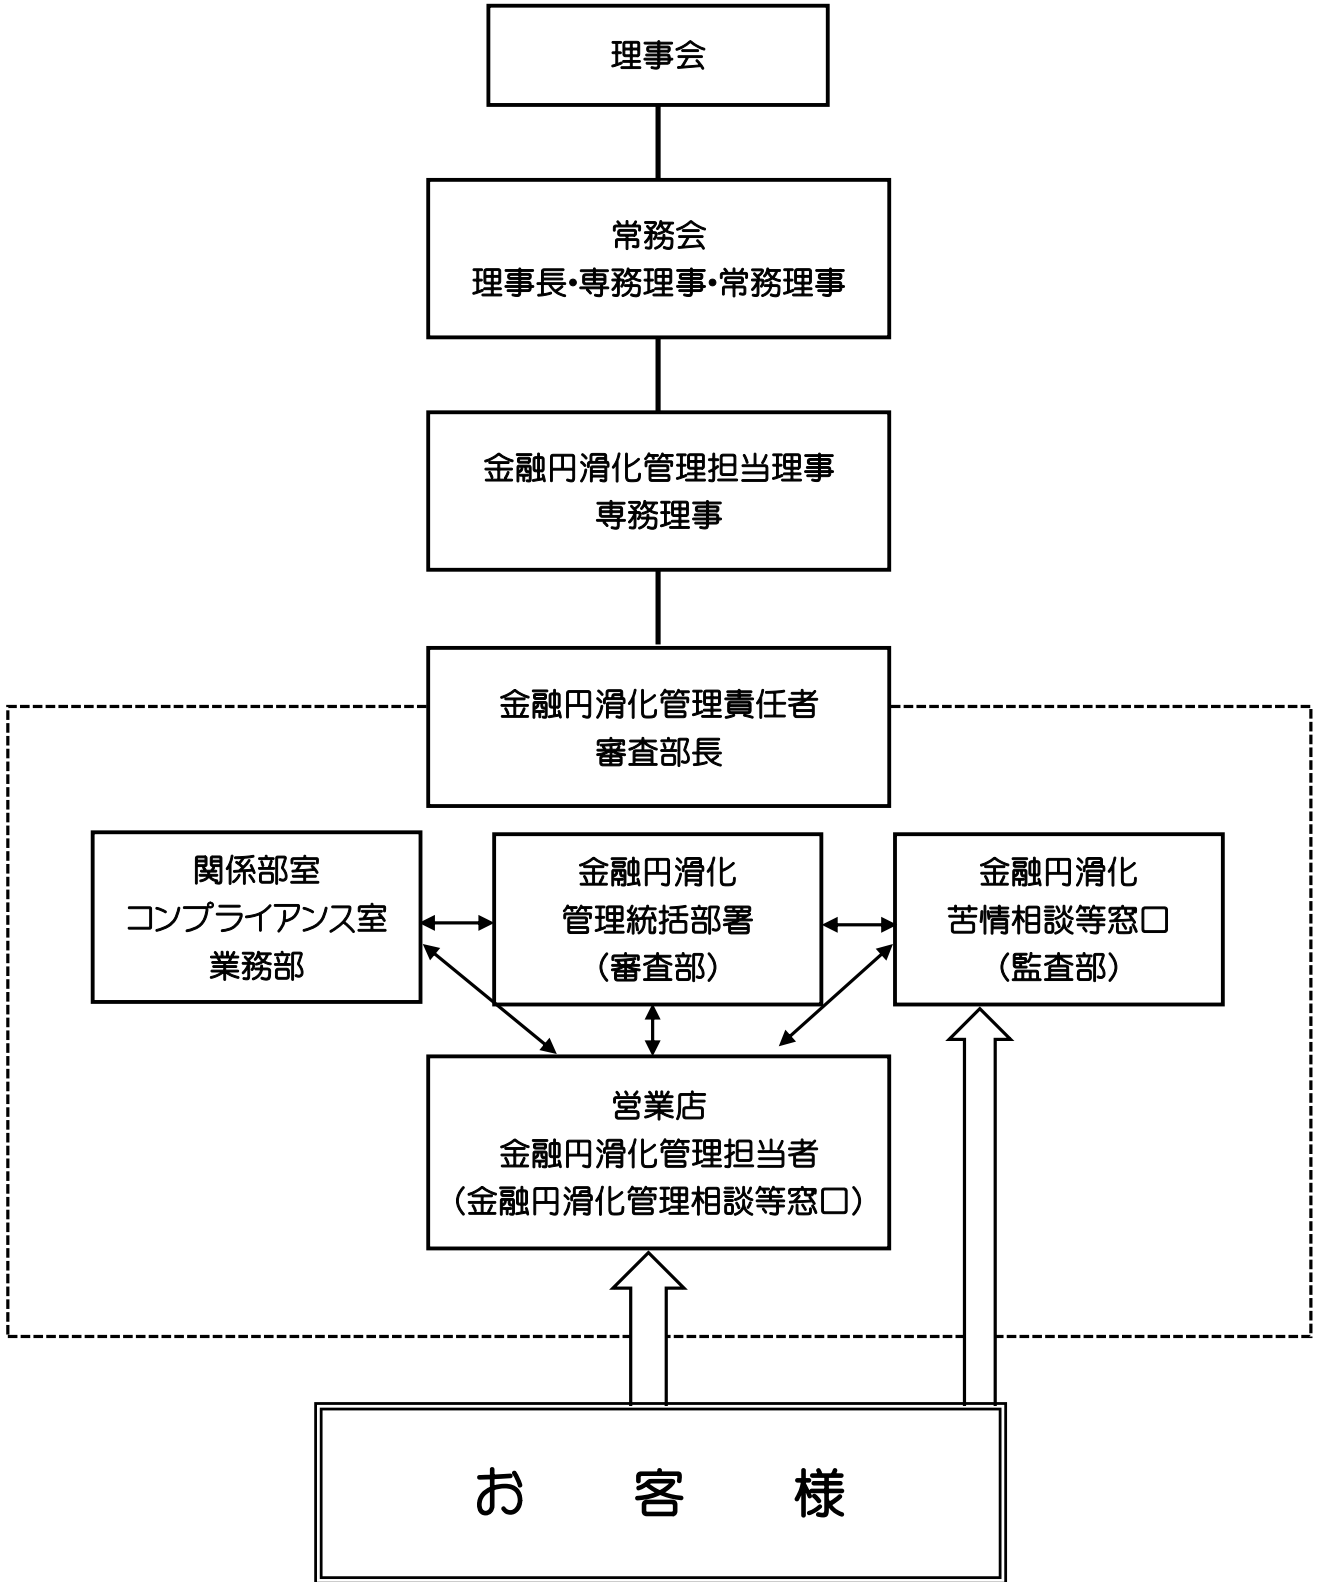 理事会
常務会
理事長・専務理事・常務理事
金融円滑化管理担当理事
専務理事
金融円滑化管理責任者
審査部長
関係部室
コンプライアンス室
業務部
金融円滑化
管理統括部署
（審査部）
金融円滑化
苦情相談等窓口
（監査部）
営業店
金融円滑化管理担当者
（金融円滑化管理相談等窓口）
お　客　様